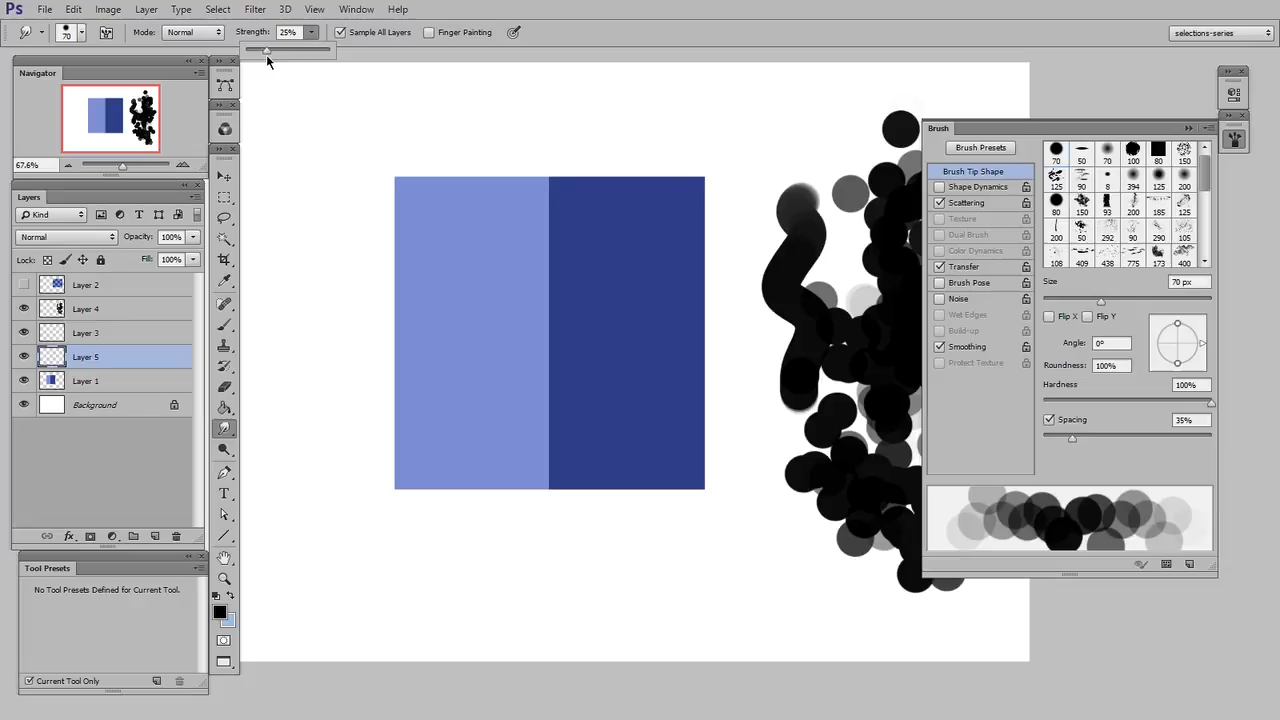 Ps File Edit Image Layer Type Select Filter 3D View Window Help
70 Mode: Normal Strength: 25% Sample All Layers Finger Painting selections-series
Navigator
67.6%
Layers
Kind
Normal Opacity: 100%
Lock: Fill: 100%
Layer 2
Layer 4
Layer 3
Layer 5
Layer 1
Background
fx
Tool Presets
No Tool Presets Defined for Current Tool.
Current Tool Only
T
Brush
Brush Presets
Brush Tip Shape
Shape Dynamics
Scattering
Texture
Dual Brush
Color Dynamics
Transfer
Brush Pose
Noise
Wet Edges
Build-up
Smoothing
Protect Texture
70 50 70 100 80 150
125 90 8 394 125 200
80 150 93 200 185 125
200 50 292 90 290 105
108 409 438 775 173 400
Size 70 px
Flip X Flip Y
Angle: 0°
Roundness: 100%
Hardness 100%
Spacing 35%